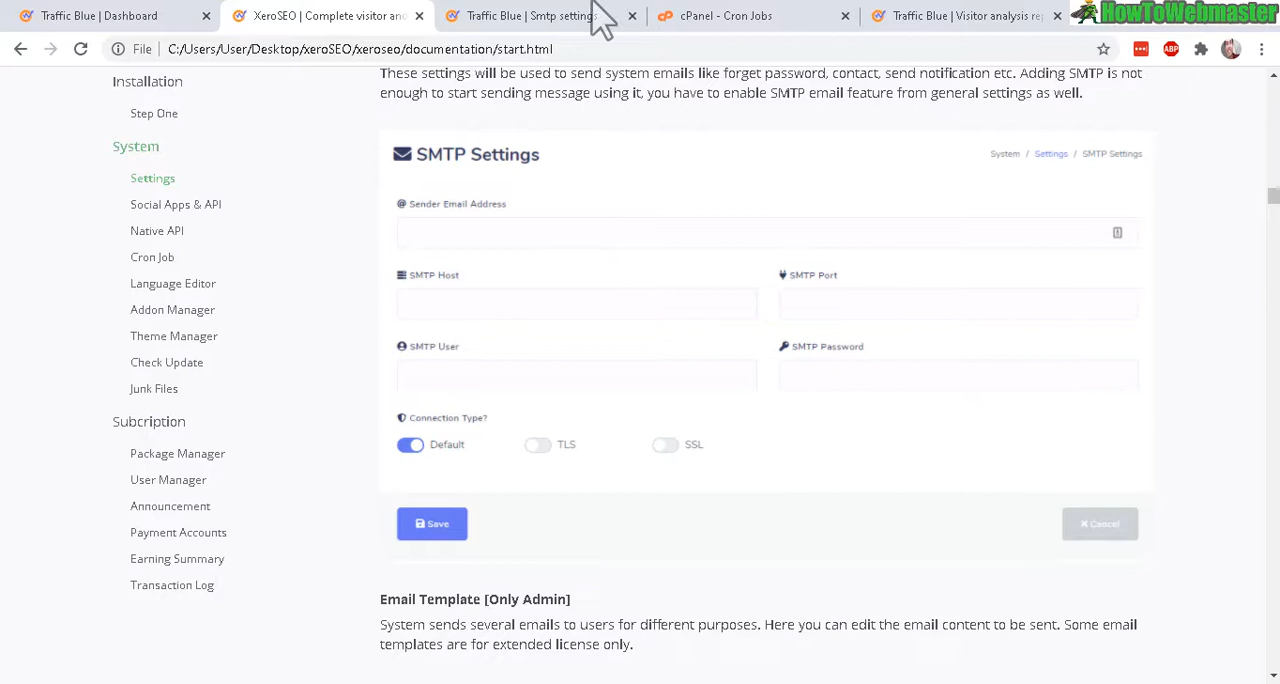 Traffic Blue | Dashboard
XeroSEO | Complete visitor and
Traffic settings
cPanel - Cron Jobs
Traffic Blue | Visitor analysis rep
HowToWebmaster
File
C:/Users/User/Desktop/xeroSEO/xeroseo/documentation/start.html
ABP
Installation
Step One
System
Settings
Social Apps & API
Native API
Cron Job
Language Editor
Addon Manager
Theme Manager
Check Update
Junk Files
Subcription
Package Manager
User Manager
Announcement
Payment Accounts
Earning Summary
Transaction Log
These settings will be used to send system emails like forget password, contact, send notification etc. Adding SMTP is not
enough to start sending message using it, you have to enable SMTP email feature from general settings as well.
SMTP Settings
System / Settings / SMTP Settings
Sender Email Address
SMTP Host
SMTP Port
SMTP User
SMTP Password
Connection Type?
Default
TLS
SSL
Save
Cancel
Email Template [Only Admin]
System sends several emails to users for different purposes. Here you can edit the email content to be sent. Some email
templates are for extended license only.